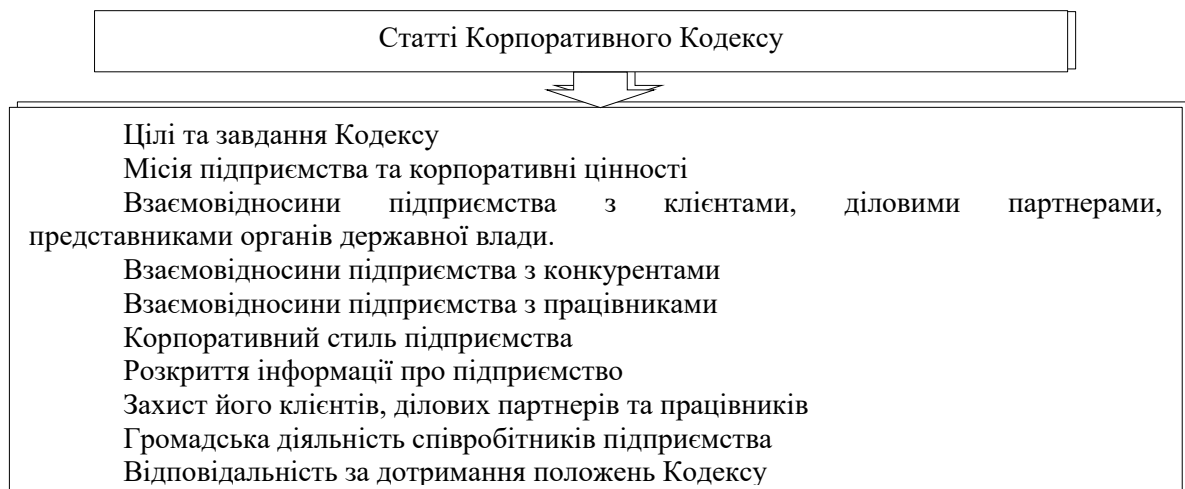 Статті Корпоративного Кодексу
Цілі та завдання Кодексу
Місія підприємства та корпоративні цінності
Взаємовідносини підприємства з клієнтами, діловими партнерами,
представниками органів державної влади.
Взаємовідносини підприємства з конкурентами
Взаємовідносини підприємства з працівниками
Корпоративний стиль підприємства
Розкриття інформації про підприємство
Захист його клієнтів, ділових партнерів та працівників
Громадська діяльність співробітників підприємства
Відповідальність за дотримання положень Кодексу